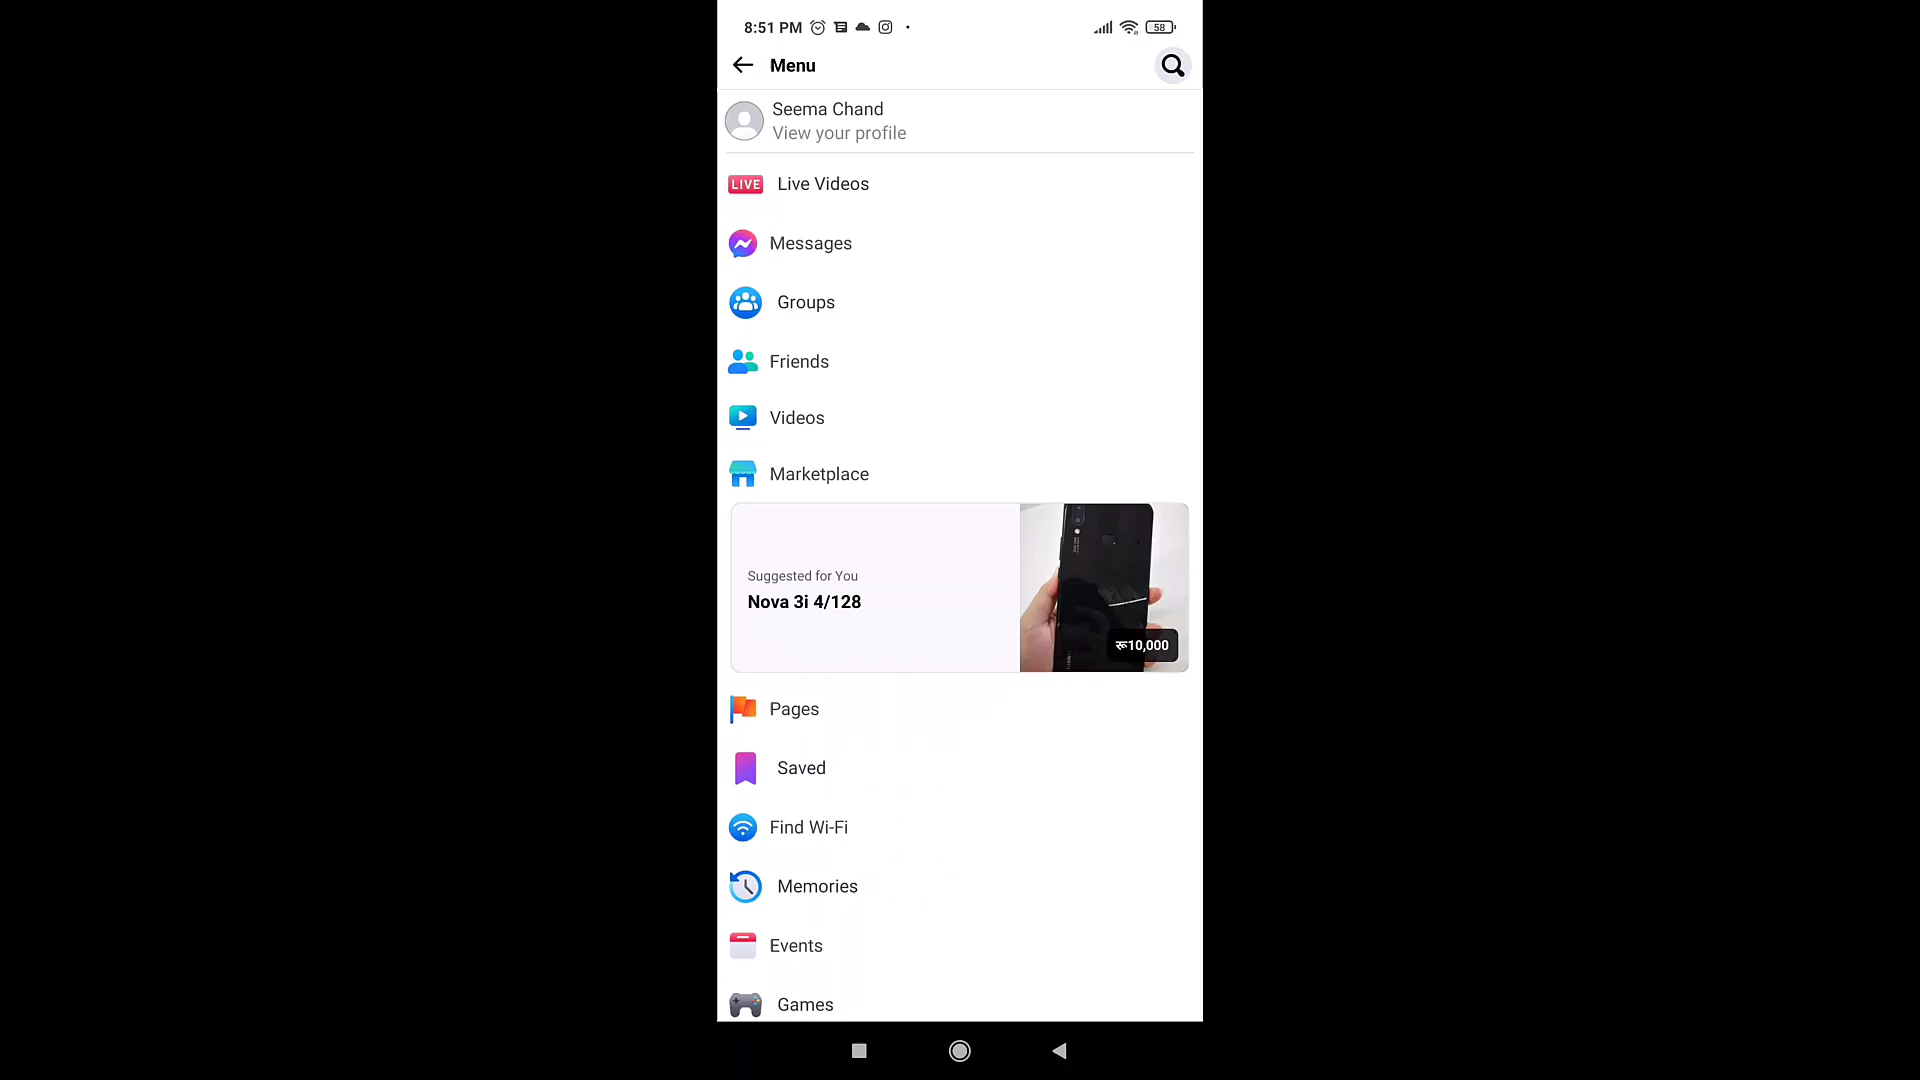 8:51 PM
58
Menu
Seema Chand
View your profile
LIVE Live Videos
Messages
Groups
Friends
Videos
Marketplace
Suggested for You
Nova 3i 4/128
रू10,000
Pages
Saved
Find Wi-Fi
Memories
Events
Games